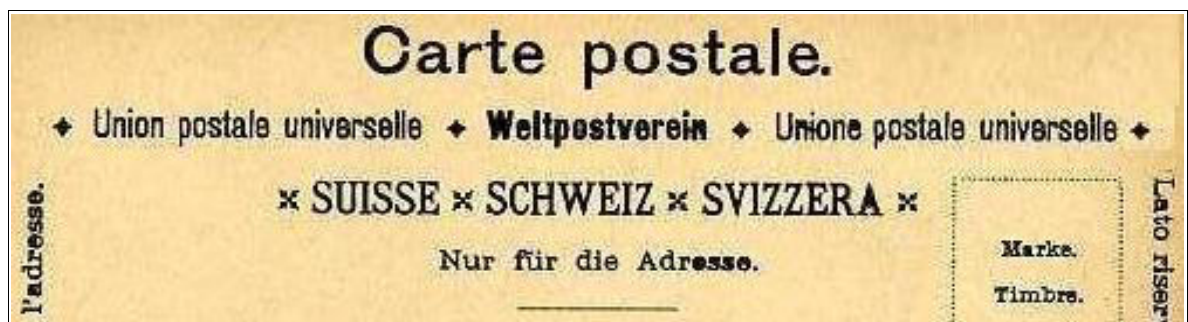 Carte postale.
✦ Union postale universelle ✦ Weltpostverein ✦ Unione postale universelle ✦
× SUISSE × SCHWEIZ × SVIZZERA ×
Nur für die Adresse.
l'adresse.
Marke.
Timbre.
Lato riser